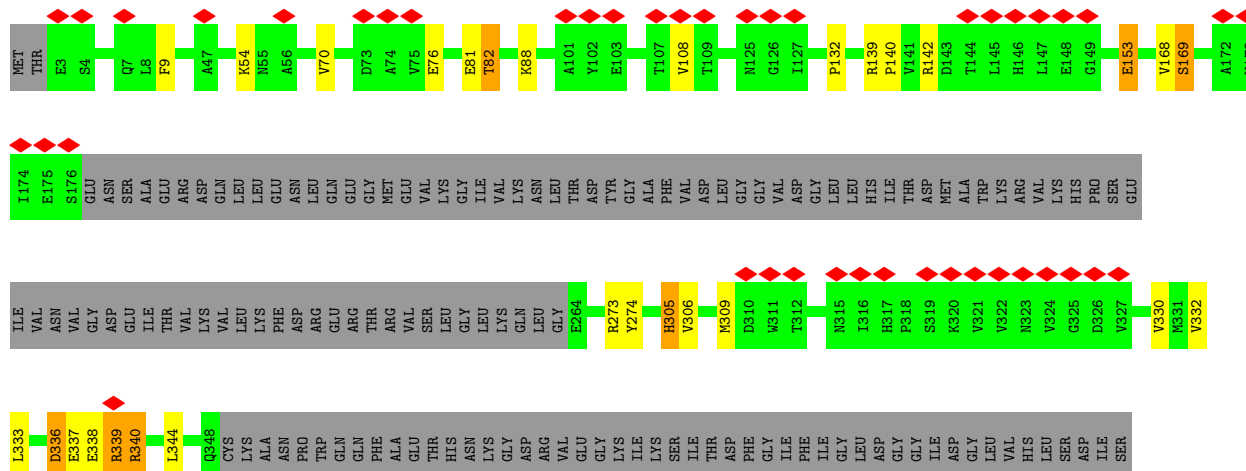 MET THR E3 S4 Q7 L8 F9 A47 K54 N55 A56 V70 D73 A74 V75 E76 E81 T82 K88 A101 Y102 E103 T107 V108 T109 N125 G126 I127 P132 R139 P140 V141 R142 D143 T144 L145 H146 L147 E148 G149 E153 V168 S169 A172
I174 E175 S176 GLU ASN SER ALA GLU ARG ASP GLN LEU LEU GLU ASN LEU GLN GLU GLY MET GLU VAL LYS GLY ILE VAL LYS ASN LEU THR ASP TYR GLY ALA PHE VAL ASP LEU GLY GLY VAL ASP GLY LEU LEU HIS ILE THR ASP MET ALA TRP LYS ARG VAL LYS HIS PRO SER GLU
ILE VAL ASN VAL GLY ASP GLU ILE THR VAL LYS VAL LEU LYS PHE ASP ARG GLU ARG THR ARG VAL SER LEU GLY LEU LYS GLN LEU GLY E264 R273 Y274 H305 V306 M309 D310 W311 T312 N315 I316 H317 P318 S319 K320 V321 V322 N323 V324 G325 D326 V327 V330 M331 V332
L333 D336 E337 E338 R339 R340 L344 Q348 CYS LYS LYS ALA ASN PRO TRP GLN GLN PHE ALA GLU THR HIS ASN LYS GLY ASP ARG VAL GLU GLY LYS ILE LYS SER ILE THR ASP PHE GLY ILE PHE ILE GLY LEU ASP GLY GLY ILE ASP GLY LEU VAL HIS LEU SER ASP ILE SER